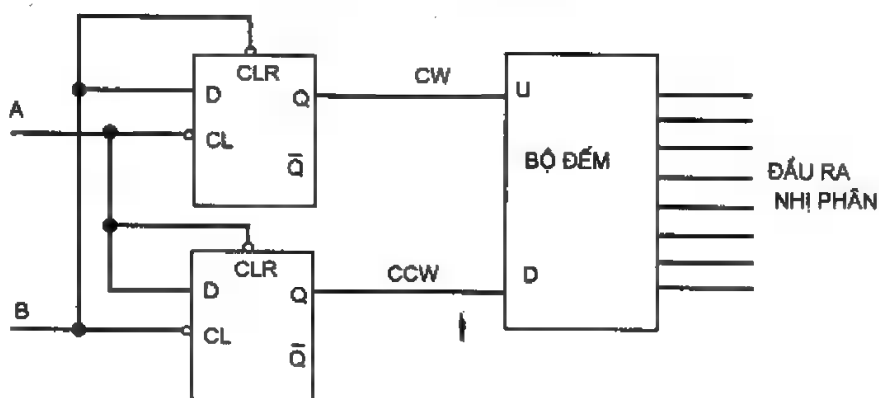 CLR
D
Q
CL
Q̅
A
CW
U
BỘ ĐẾM
ĐẦU RA
NHỊ PHÂN
CLR
D
Q
CL
Q̅
B
CCW
D